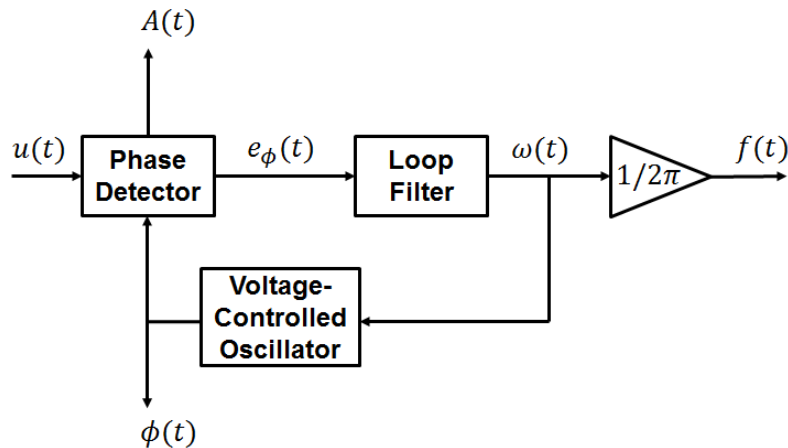 A(t)
u(t)
Phase
Detector
e_ϕ(t)
Loop
Filter
ω(t)
1/2π
f(t)
Voltage-
Controlled
Oscillator
ϕ(t)